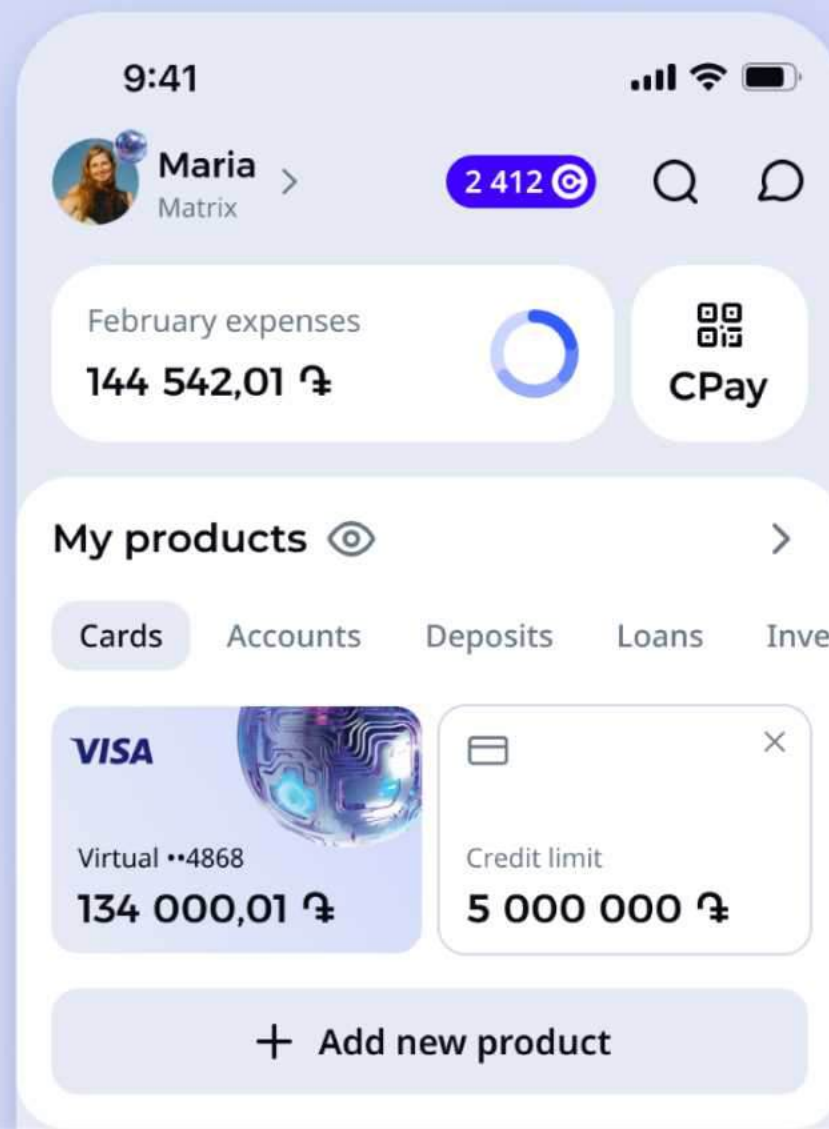 9:41
Maria
Matrix
2 412
February expenses
144 542,01 ֏
CPay
My products
Cards Accounts Deposits Loans Inve
VISA
Virtual ••4868
134 000,01 ֏
Credit limit
5 000 000 ֏
+ Add new product